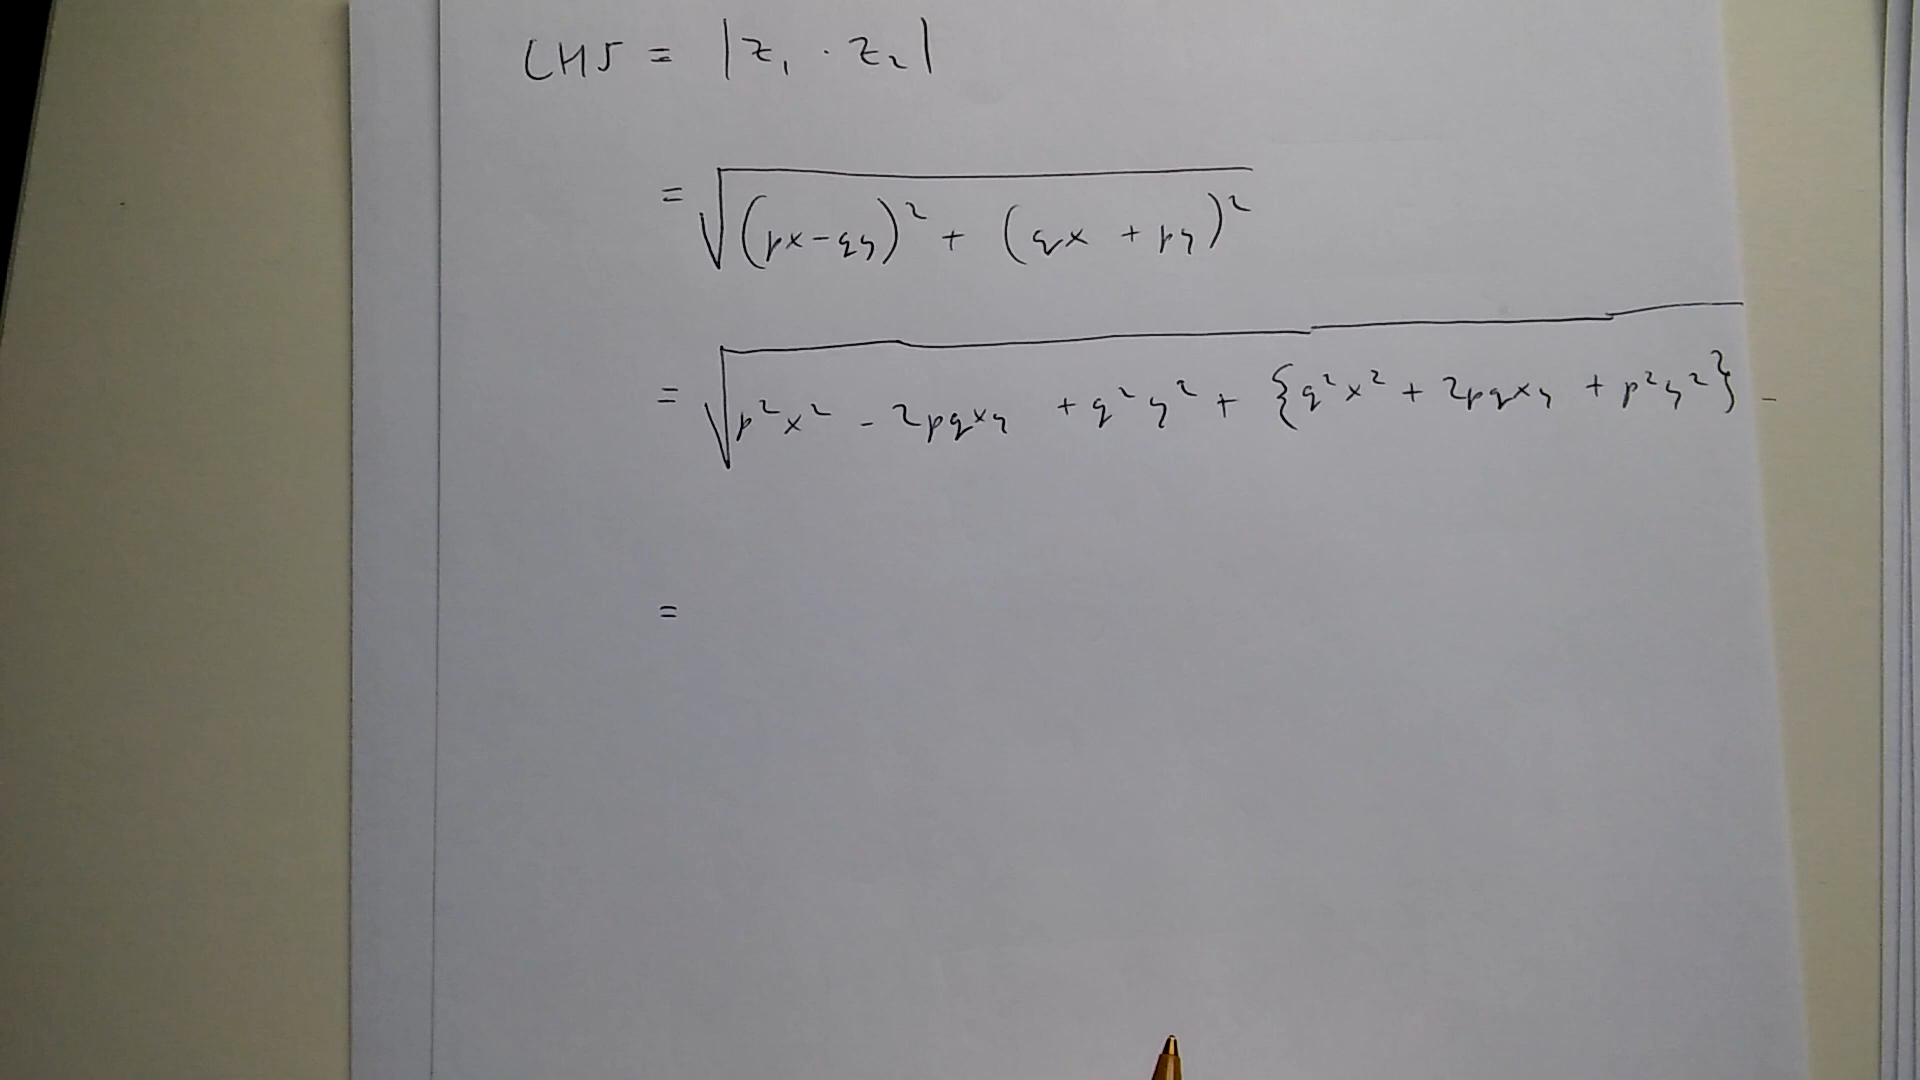 LHS = |z₁ · z₂|
= √((px-qy)² + (qx + py)²)
= √(p²x² - 2pqxy + q²y² + {q²x² + 2pqxy + p²y²})
=